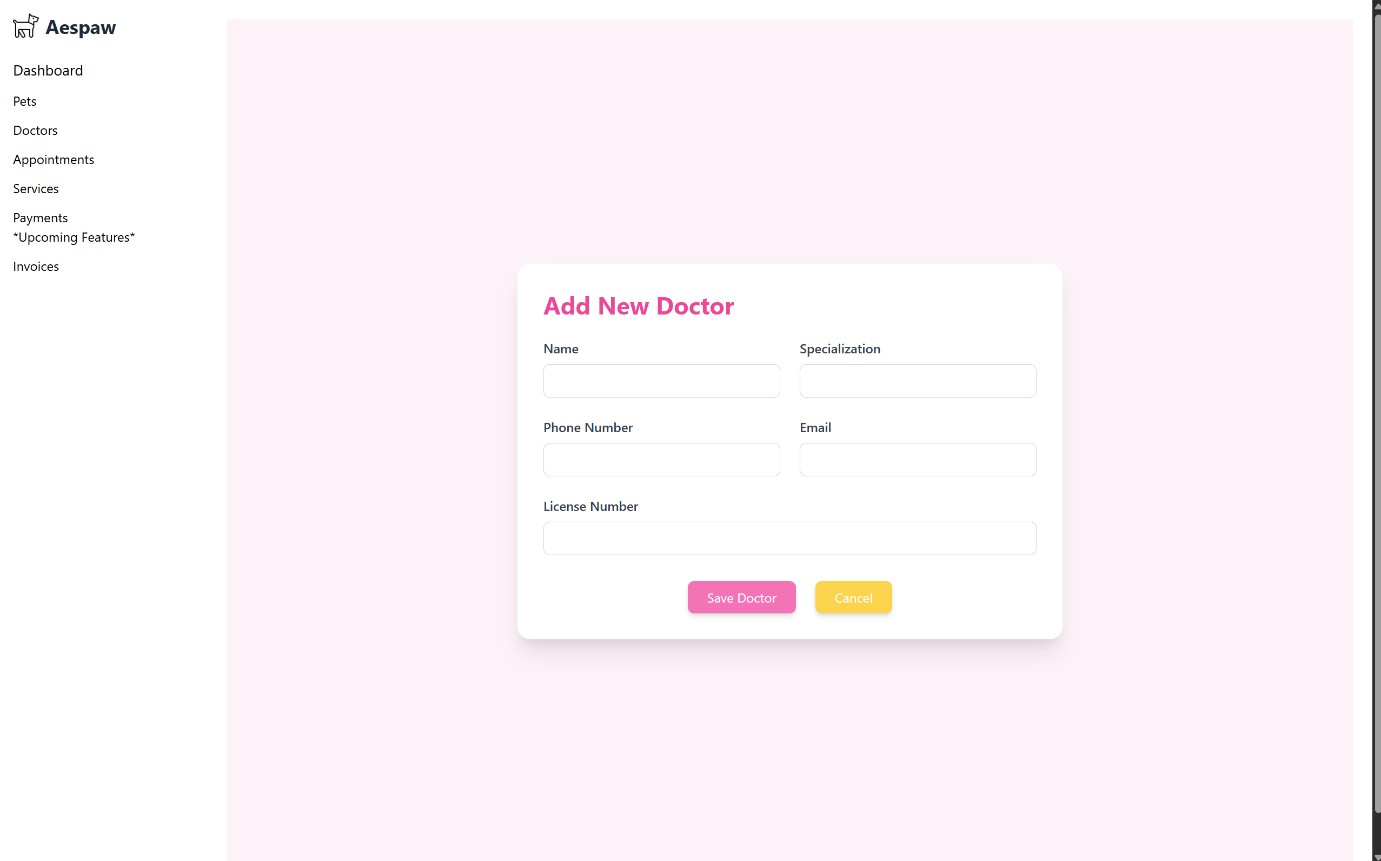 Aespaw
Dashboard
Pets
Doctors
Appointments
Services
Payments
*Upcoming Features*
Invoices
Add New Doctor
Name
Specialization
Phone Number
Email
License Number
Save Doctor
Cancel